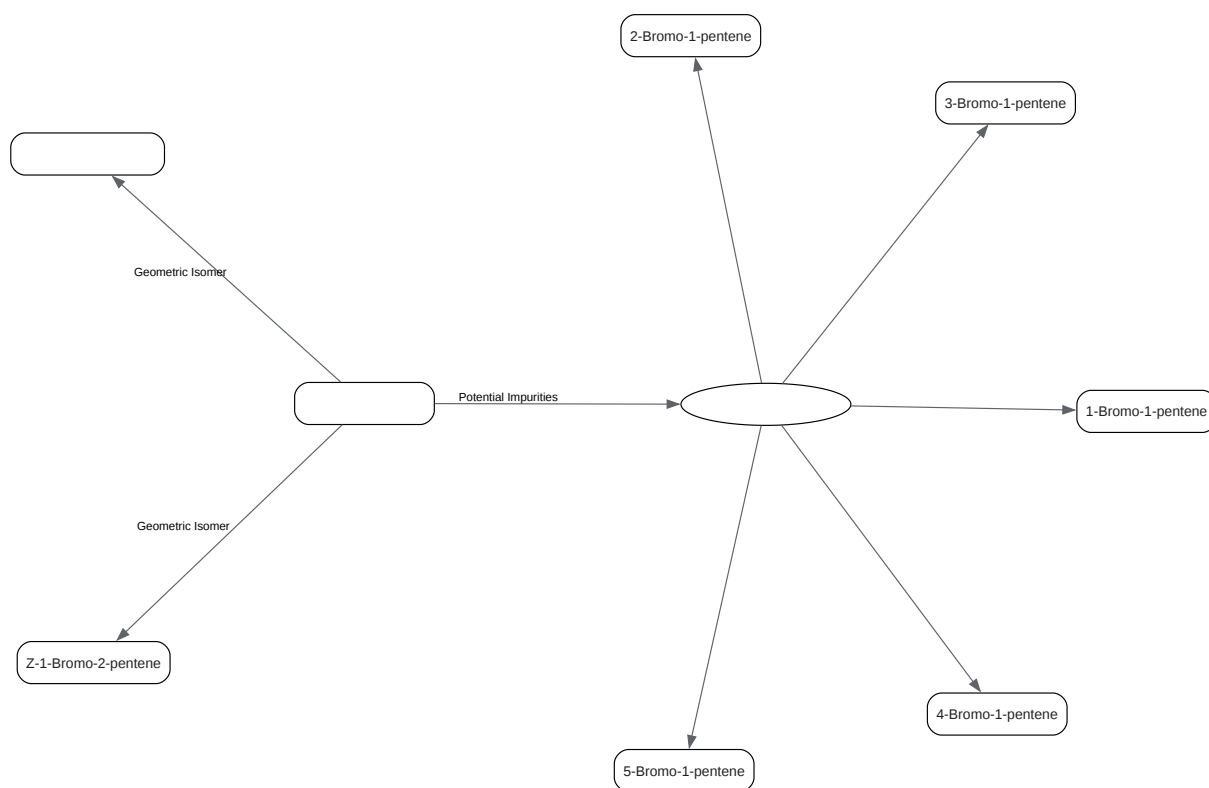 2-Bromo-1-pentene
3-Bromo-1-pentene
Geometric Isomer
Potential Impurities
1-Bromo-1-pentene
Geometric Isomer
Z-1-Bromo-2-pentene
4-Bromo-1-pentene
5-Bromo-1-pentene